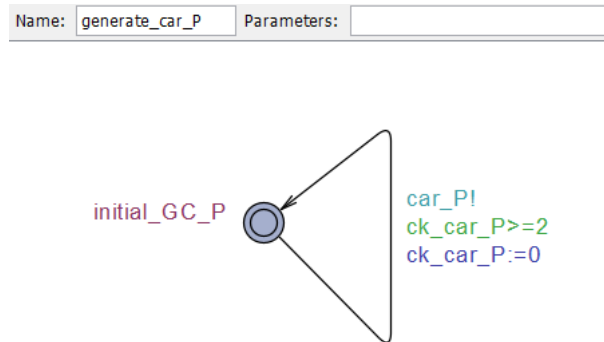 Name: generate_car_P Parameters:
initial_GC_P
car_P!
ck_car_P>=2
ck_car_P:=0